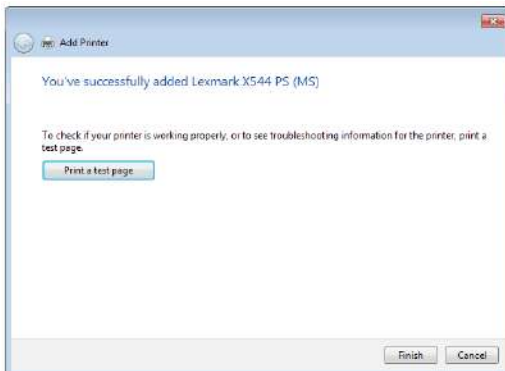 Add Printer
You've successfully added Lexmark X544 PS (MS)
To check if your printer is working properly, or to see troubleshooting information for the printer, print a
test page.
Print a test page
Finish Cancel